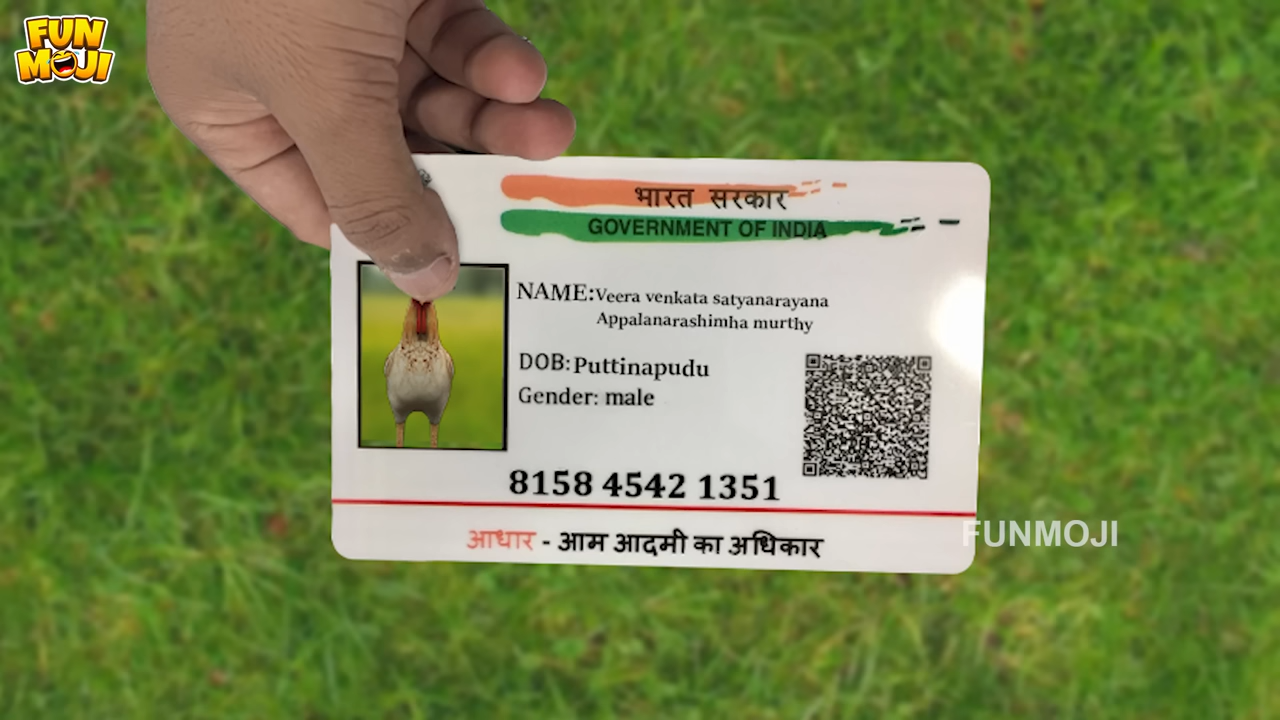 FUN
MOJI
भारत सरकार
GOVERNMENT OF INDIA
NAME:Veera venkata satyanarayana
Appalanarashimha murthy
DOB: Puttinapudu
Gender: male
8158 4542 1351
आधार - आम आदमी का अधिकार
FUNMOJI